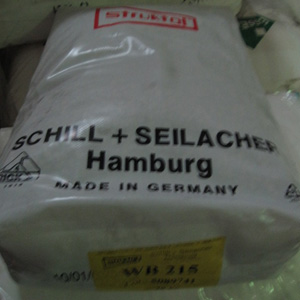 Struktol
SCHILL + SEILACHER
Hamburg
MADE IN GERMANY
WB 215